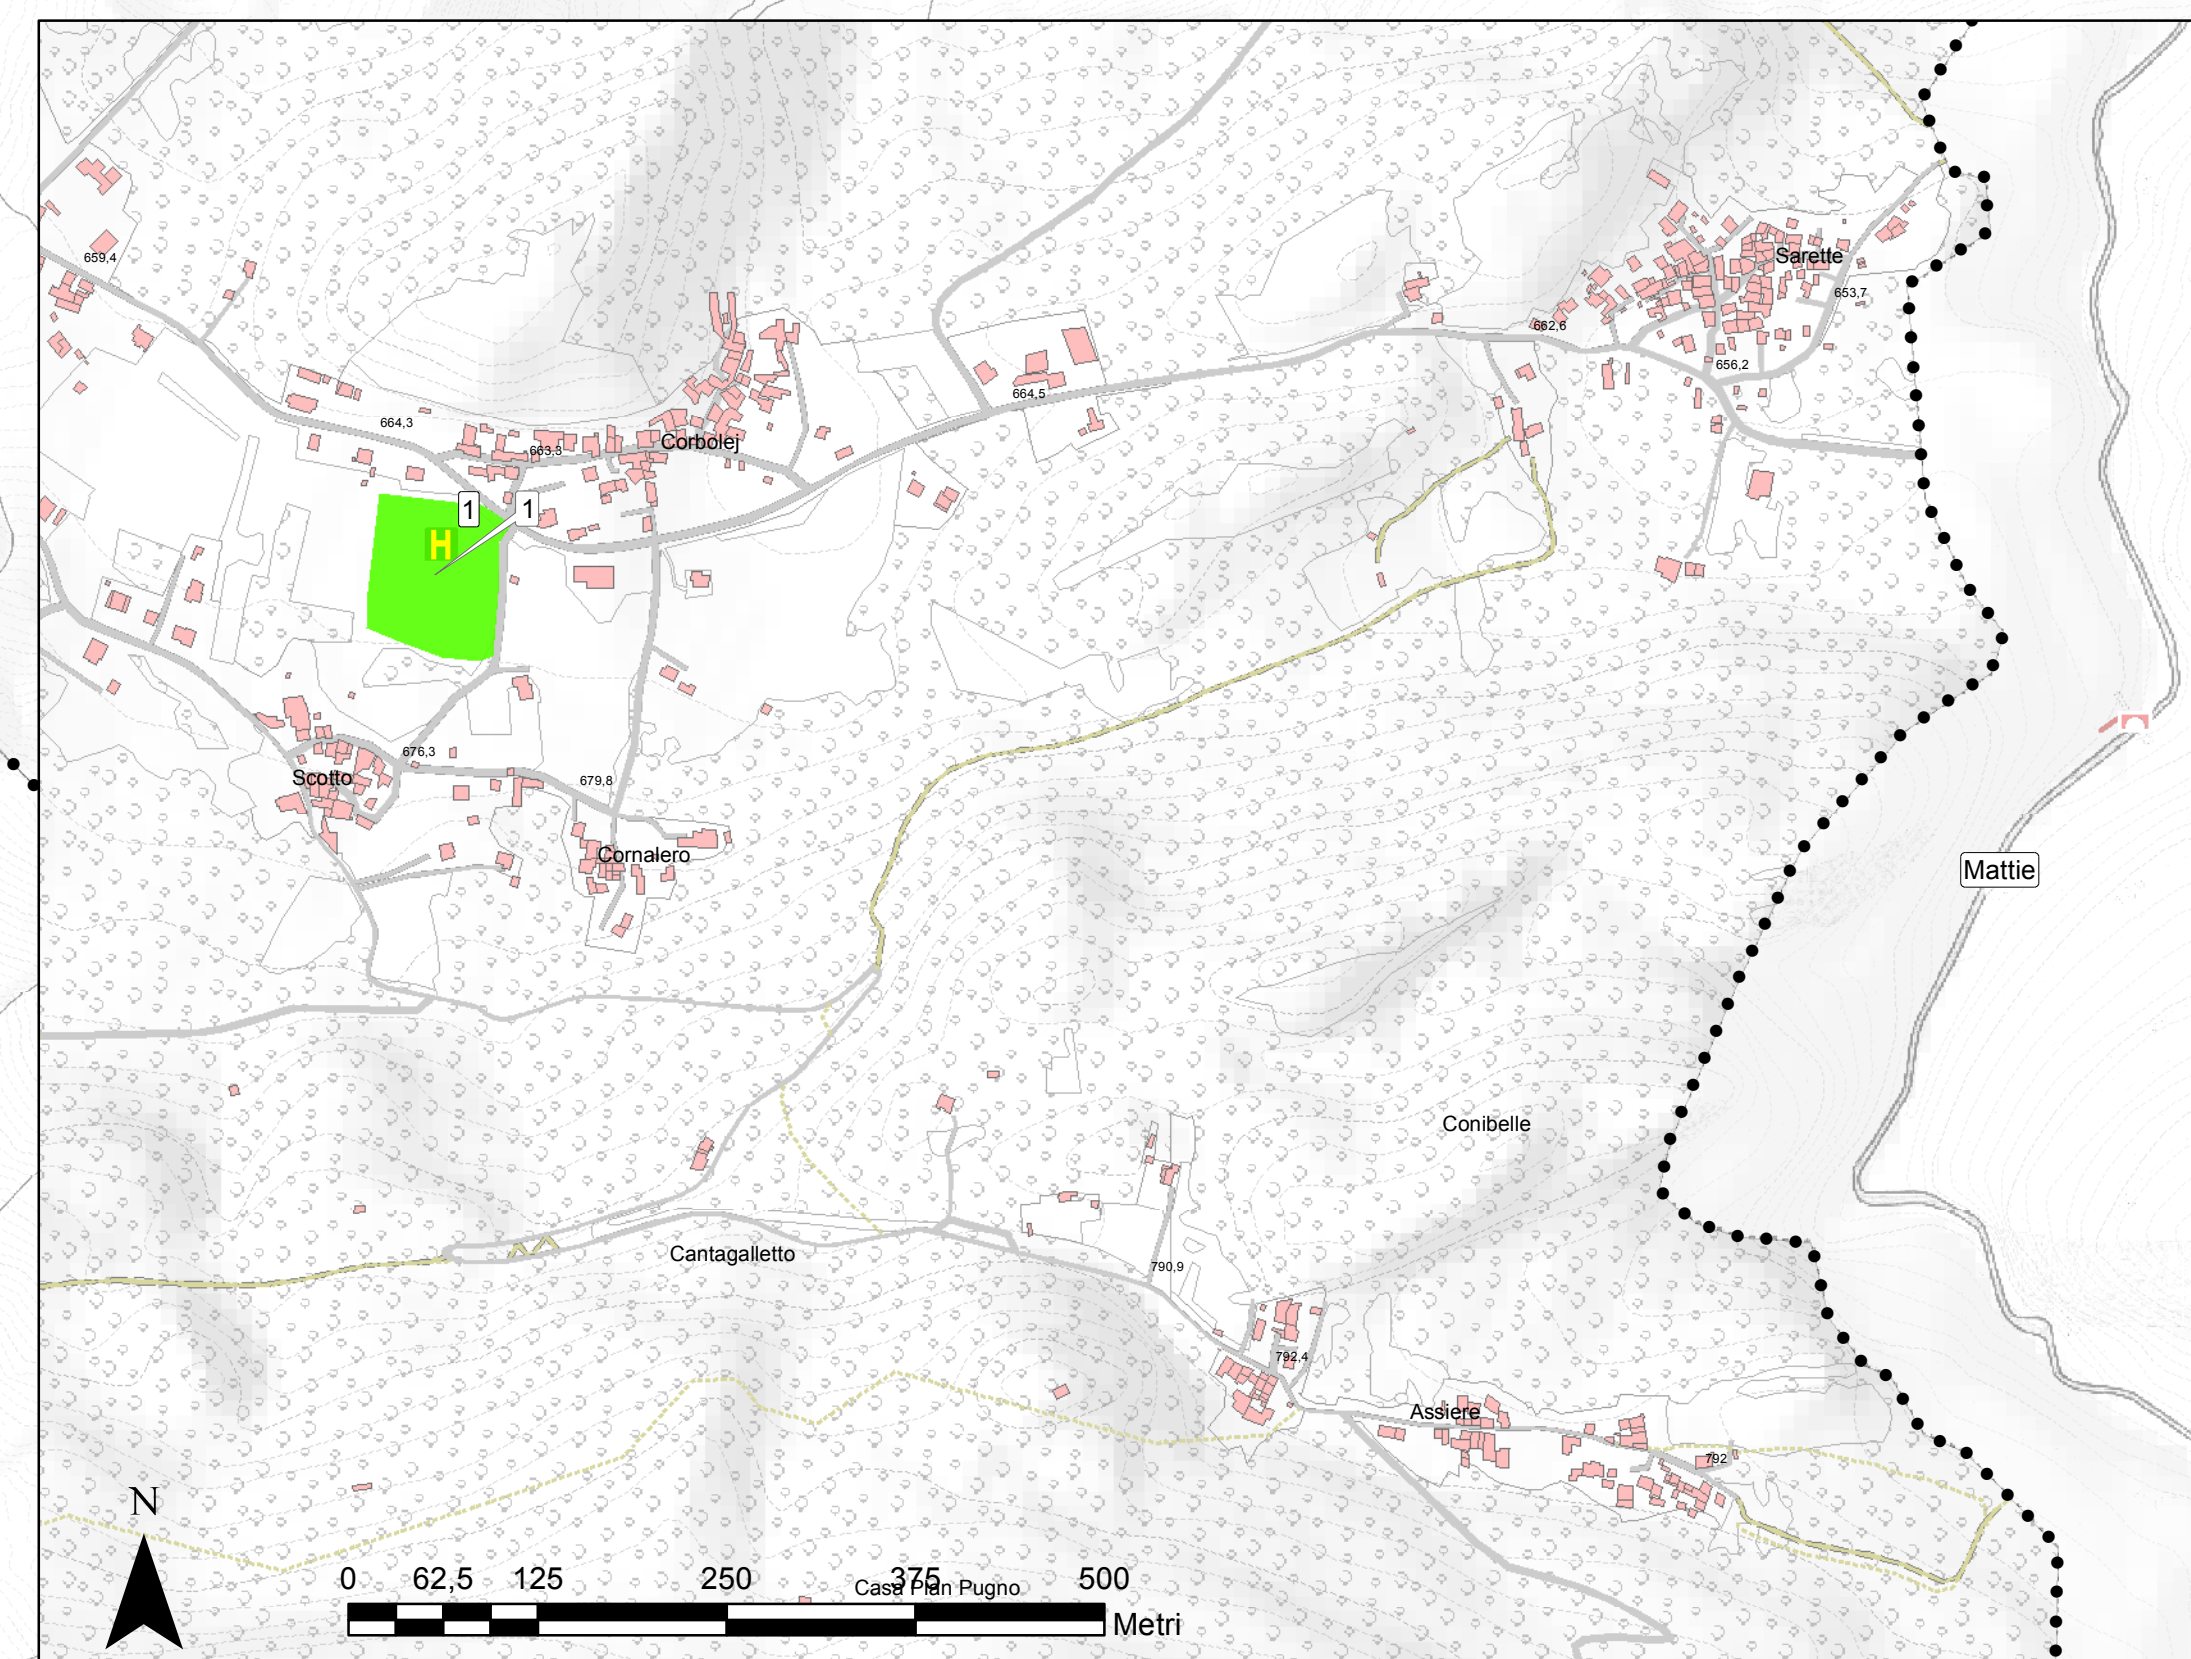 659,4
Sarette
653,7
662,6
656,2
664,5
664,3
Corbolej
663,3
1
1
H
676,3
Scotto
679,8
Cornalero
Mattie
Conibelle
Cantagalletto
790,9
792,4
Assiere
792
N
0 62,5 125 250 375 500
Casa Plan Pugno
Metri